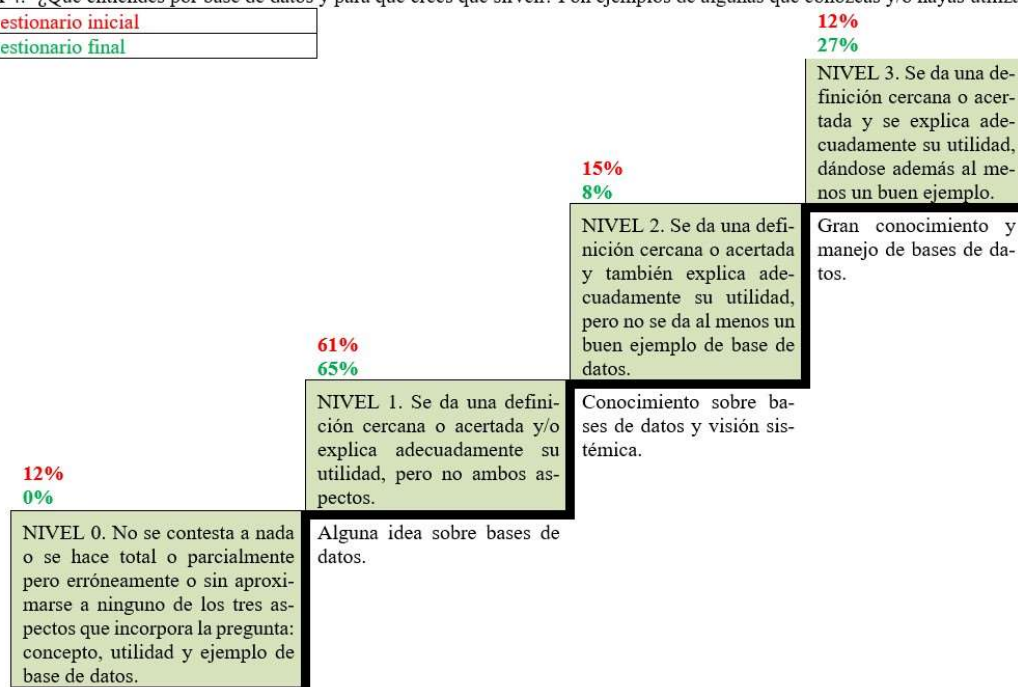 4.- ¿Qué entiendes por base de datos y para qué crees que sirven? Pon ejemplos de algunas que conozcas y/o hayas
estionario inicial
estionario final
12%
27%
NIVEL 3. Se da una de-
finición cercana o acer-
tada y se explica ade-
cuadamente su utilidad,
dándose además al me-
nos un buen ejemplo.
Gran conocimiento y
manejo de bases de da-
tos.
15%
8%
NIVEL 2. Se da una defi-
nición cercana o acertada
y también explica ade-
cuadamente su utilidad,
pero no se da al menos un
buen ejemplo de base de
datos.
Conocimiento sobre ba-
ses de datos y visión sis-
témica.
61%
65%
NIVEL 1. Se da una defini-
ción cercana o acertada y/o
explica adecuadamente su
utilidad, pero no ambos as-
pectos.
Alguna idea sobre bases de
datos.
12%
0%
NIVEL 0. No se contesta a nada
o se hace total o parcialmente
pero erróneamente o sin aproxi-
marse a ninguno de los tres as-
pectos que incorpora la pregunta:
concepto, utilidad y ejemplo de
base de datos.